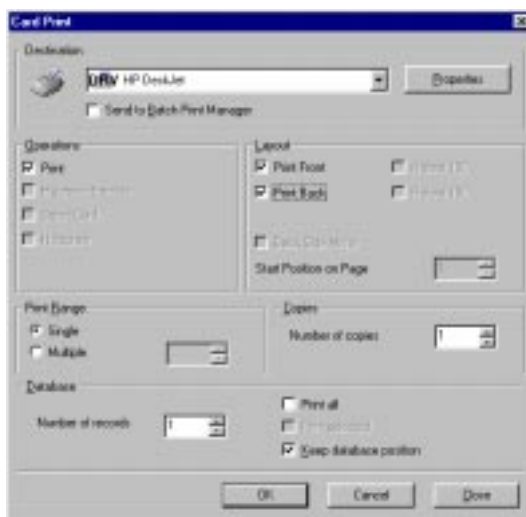 Card Print
Destination
DRV HP DeskJet
Properties
Send to Batch Print Manager
Operations
Print
Layout
Print Front
Print Back
Start Position on Page
1
Print Range
Single
Multiple
Copies
Number of copies
1
Database
Number of records
1
Print all
Keep database position
OK
Cancel
Done